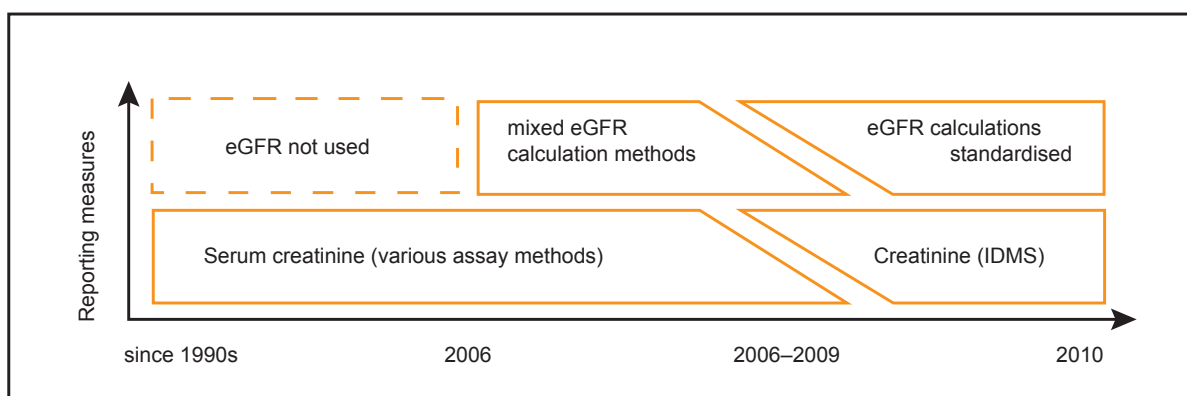 Reporting measures
eGFR not used
mixed eGFR
calculation methods
eGFR calculations
standardised
Serum creatinine (various assay methods)
Creatinine (IDMS)
since 1990s
2006
2006–2009
2010